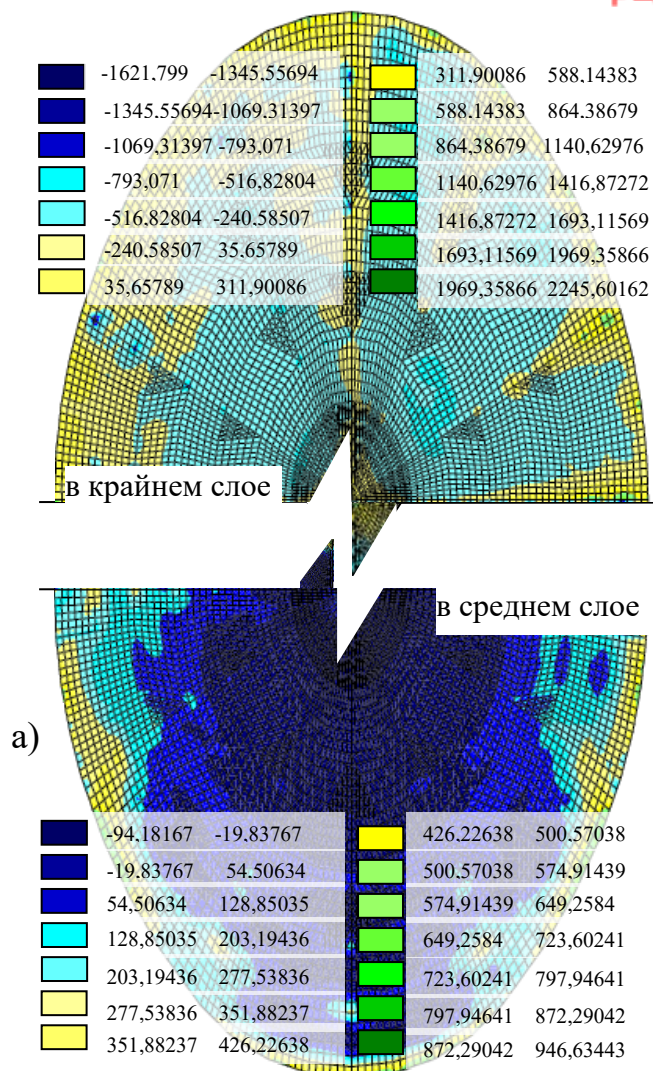 -1621,799 -1345,55694 311,90086 588,14383
-1345,55694-1069,31397 588,14383 864,38679
-1069,31397 -793,071 864,38679 1140,62976
-793,071 -516,82804 1140,62976 1416,87272
-516,82804 -240,58507 1416,87272 1693,11569
-240,58507 35,65789 1693,11569 1969,35866
35,65789 311,90086 1969,35866 2245,60162
в крайнем слое
в среднем слое
а)
-94,18167 -19,83767 426,22638 500,57038
-19,83767 54,50634 500,57038 574,91439
54,50634 128,85035 574,91439 649,2584
128,85035 203,19436 649,2584 723,60241
203,19436 277,53836 723,60241 797,94641
277,53836 351,88237 797,94641 872,29042
351,88237 426,22638 872,29042 946,63443